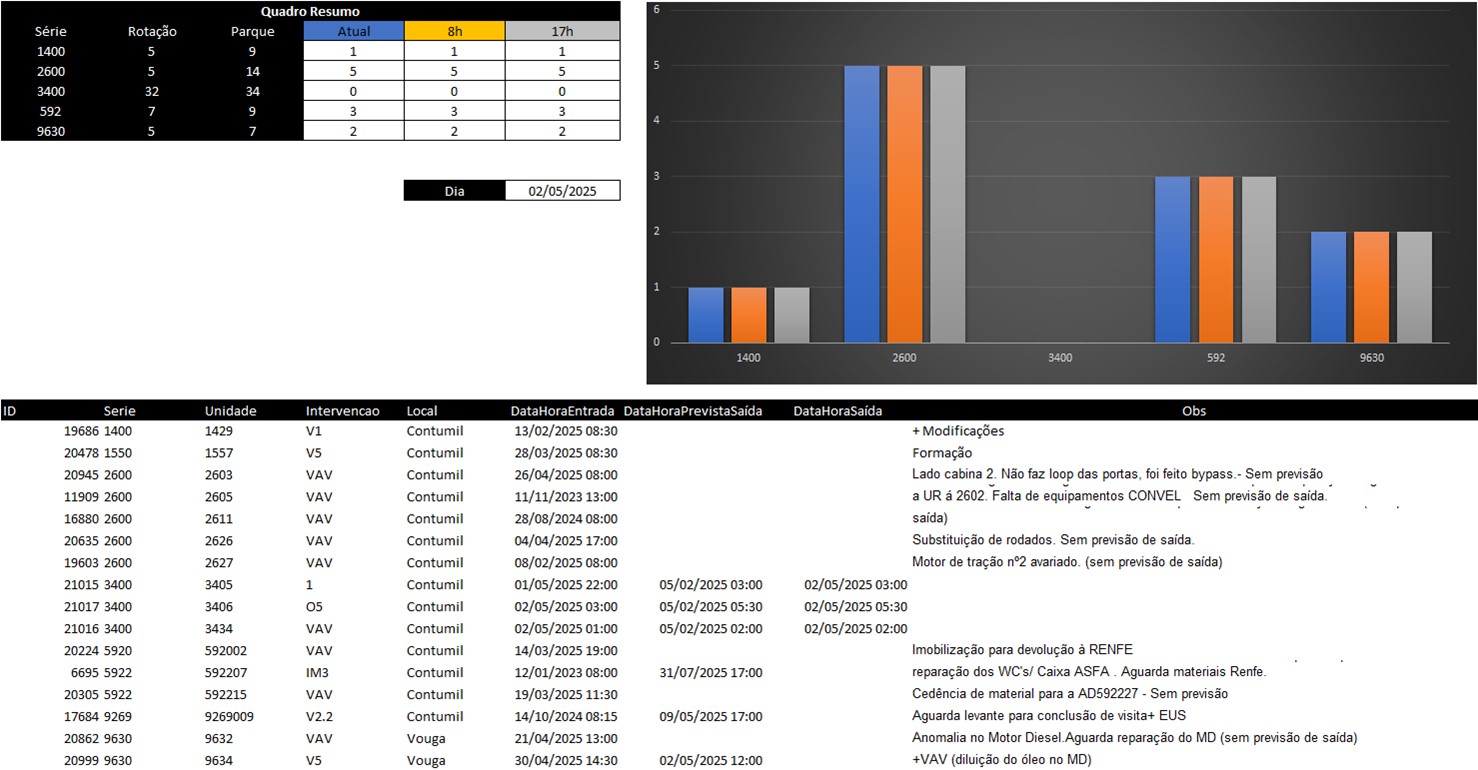 Quadro Resumo
Série Rotação Parque Atual 8h 17h
1400 5 9 1 1 1
2600 5 14 5 5 5
3400 32 34 0 0 0
592 7 9 3 3 3
9630 5 7 2 2 2
Dia 02/05/2025
6
5
4
3
2
1
0
1400 2600 3400 592 9630
ID Serie Unidade Intervencao Local DataHoraEntrada DataHoraPrevistaSaída DataHoraSaída Obs
19686 1400 1429 V1 Contumil 13/02/2025 08:30 + Modificações
20478 1550 1557 V5 Contumil 28/03/2025 08:30 Formação
20945 2600 2603 VAV Contumil 26/04/2025 08:00 Lado cabina 2. Não faz loop das portas, foi feito bypass.- Sem previsão
11909 2600 2605 VAV Contumil 11/11/2023 13:00 a UR á 2602. Falta de equipamentos CONVEL Sem previsão de saída.
16880 2600 2611 VAV Contumil 28/08/2024 08:00 saída)
20635 2600 2626 VAV Contumil 04/04/2025 17:00 Substituição de rodados. Sem previsão de saída.
19603 2600 2627 VAV Contumil 08/02/2025 08:00 Motor de tração nº2 avariado. (sem previsão de saída)
21015 3400 3405 1 Contumil 01/05/2025 22:00 05/02/2025 03:00 02/05/2025 03:00
21017 3400 3406 O5 Contumil 02/05/2025 03:00 05/02/2025 05:30 02/05/2025 05:30
21016 3400 3434 VAV Contumil 02/05/2025 01:00 05/02/2025 02:00 02/05/2025 02:00
20224 5920 592002 VAV Contumil 14/03/2025 19:00 Imobilização para devolução à RENFE
6695 5922 592207 IM3 Contumil 12/01/2023 08:00 31/07/2025 17:00 reparação dos WC's/ Caixa ASFA . Aguarda materiais Renfe.
20305 5922 592215 VAV Contumil 19/03/2025 11:30 Cedência de material para a AD592227 - Sem previsão
17684 9269 9269009 V2.2 Contumil 14/10/2024 08:15 09/05/2025 17:00 Aguarda levante para conclusão de visita+ EUS
20862 9630 9632 VAV Vouga 21/04/2025 13:00 Anomalia no Motor Diesel.Aguarda reparação do MD (sem previsão de saída)
20999 9630 9634 V5 Vouga 30/04/2025 14:30 02/05/2025 12:00 +VAV (diluição do óleo no MD)